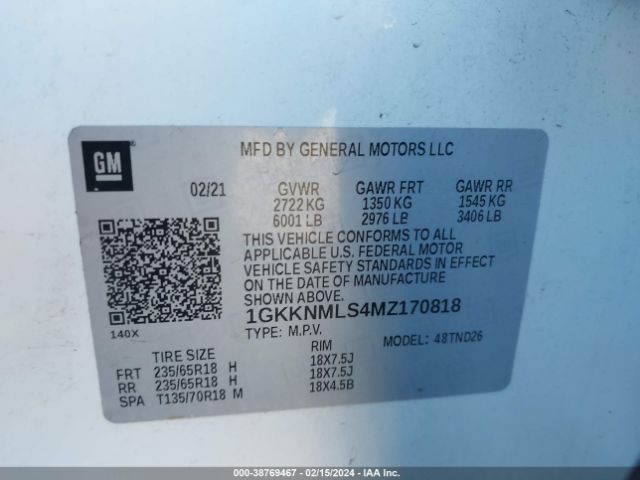 GM
MFD BY GENERAL MOTORS LLC
02/21 GVWR GAWR FRT GAWR RR
2722 KG 1350 KG 1545 KG
6001 LB 2976 LB 3406 LB
THIS VEHICLE CONFORMS TO ALL
APPLICABLE U.S. FEDERAL MOTOR
VEHICLE SAFETY STANDARDS IN EFFECT
ON THE DATE OF MANUFACTURE
SHOWN ABOVE.
1GKKNMLS4MZ170818
140X TYPE: M.P.V. MODEL: 48TND26
TIRE SIZE RIM
FRT 235/65R18 H 18X7.5J
RR 235/65R18 H 18X7.5J
SPA T135/70R18 M 18X4.5B
000-38769467 - 02/15/2024 - IAA Inc.